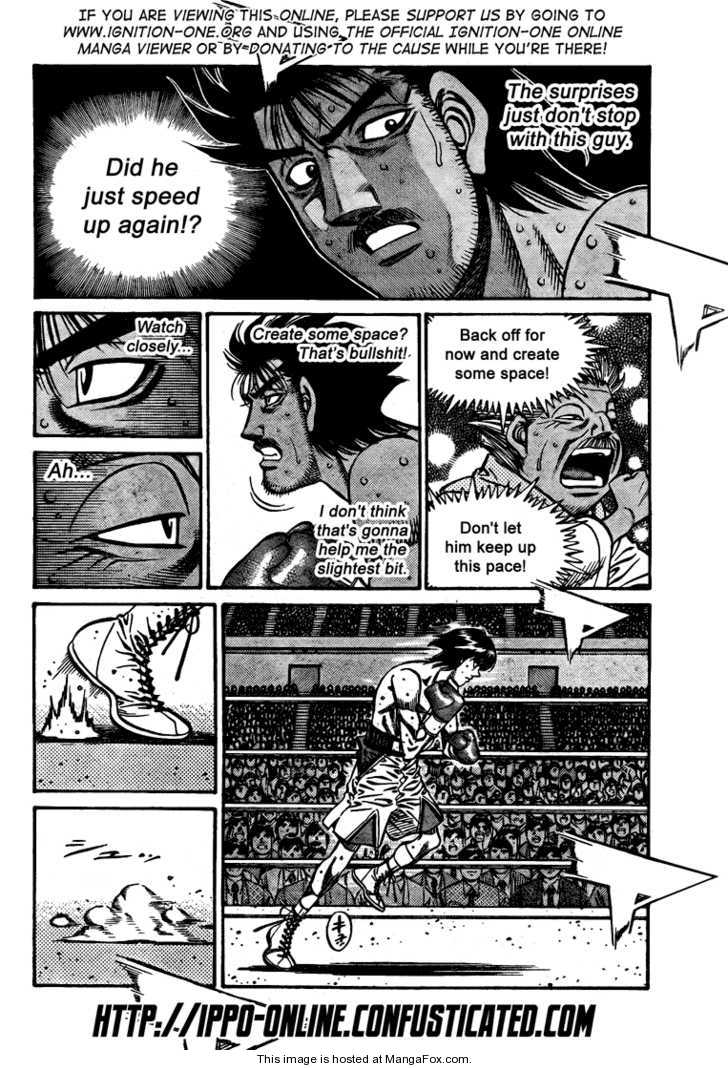 IF YOU ARE VIEWING THIS ONLINE, PLEASE SUPPORT US BY GOING TO
WWW.IGNITION-ONE.ORG AND USING THE OFFICIAL IGNITION-ONE ONLINE
MANGA VIEWER OR BY DONATING TO THE CAUSE WHILE YOU'RE THERE!
The surprises
just don't stop
with this guy.
Did he
just speed
up again!?
Back off for
now and create
some space!
Don't let
him keep up
this pace!
Create some space?
That's bullshit!
I don't think
that's gonna
help me the
slightest bit.
Watch
closely...
Ah...
HTTP://IPPO-ONLINE.CONFUSTICATED.COM
This image is hosted at MangaFox.com.